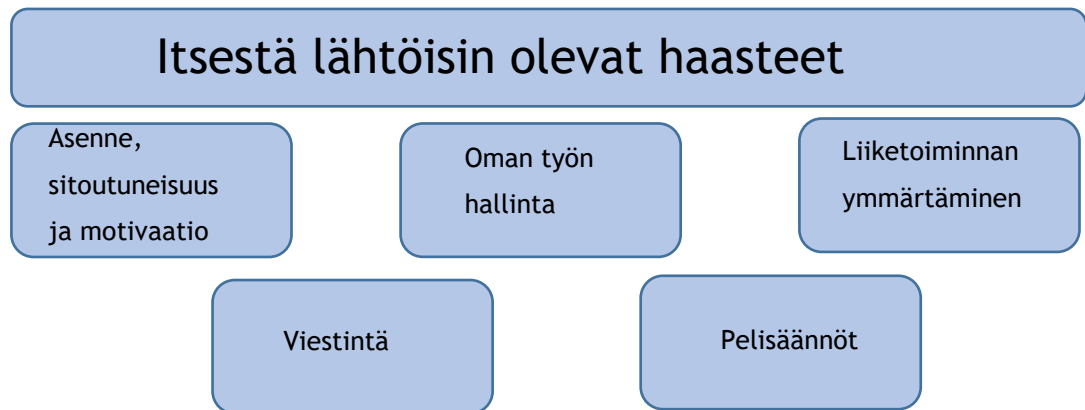 Itsestä lähtöisin olevat haasteet
Asenne,
sitoutuneisuus
ja motivaatio
Oman työn
hallinta
Liiketoiminnan
ymmärtäminen
Viestintä
Pelisäännöt